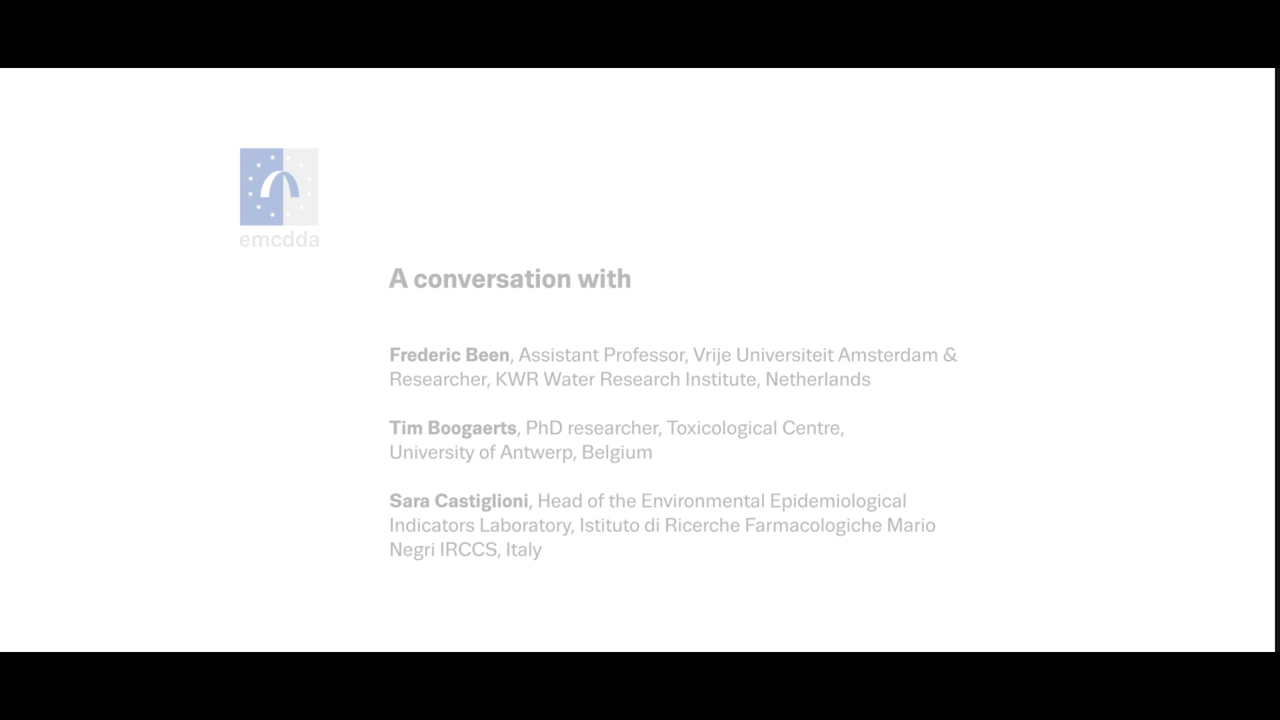 emcdda
A conversation with
Frederic Been, Assistant Professor, Vrije Universiteit Amsterdam &
Researcher, KWR Water Research Institute, Netherlands
Tim Boogaerts, PhD researcher, Toxicological Centre,
University of Antwerp, Belgium
Sara Castiglioni, Head of the Environmental Epidemiological
Indicators Laboratory, Istituto di Ricerche Farmacologiche Mario
Negri IRCCS, Italy